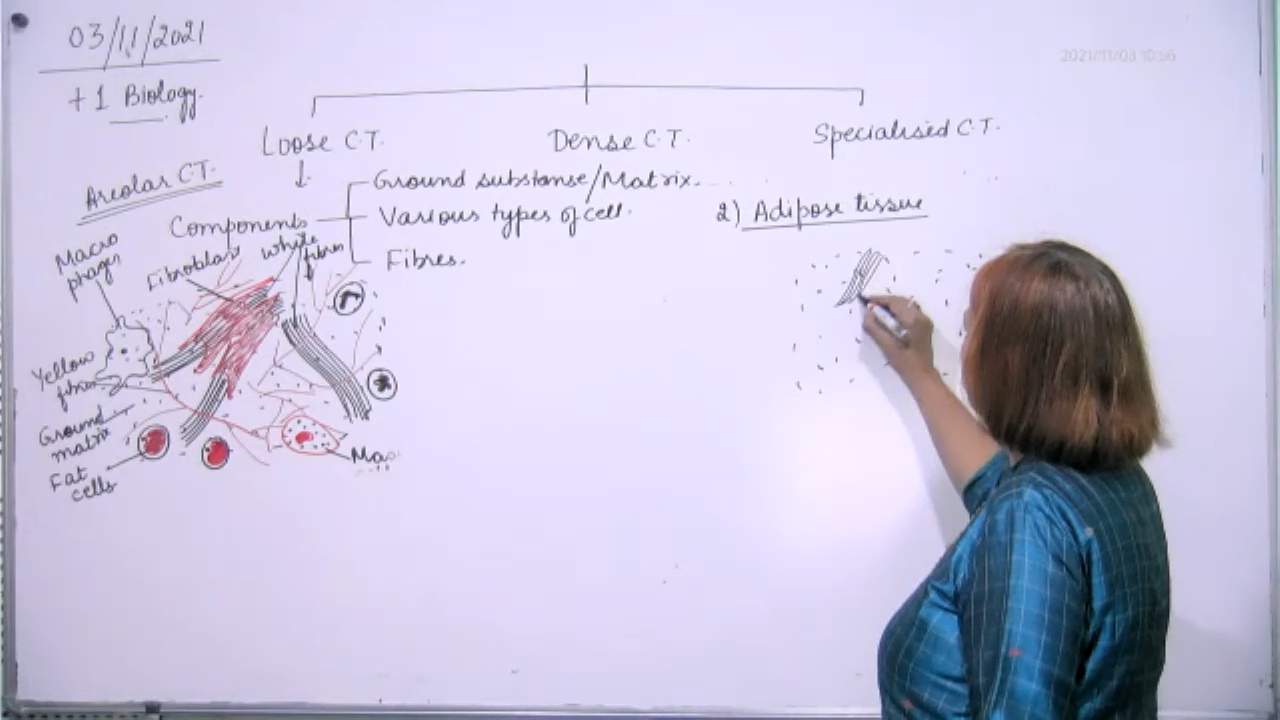 03/11/2021
2021/11/03 10:56
+1 Biology.
Loose C.T.
Dense C.T.
Specialised C.T.
Areolar C.T.
Components
Ground substanse/Matrix.
Various types of cell.
Fibres.
2) Adipose tissue
Macro
phages
Fibroblast
White
fibres
Yellow
fibres
Ground
matrix
Fat
cells